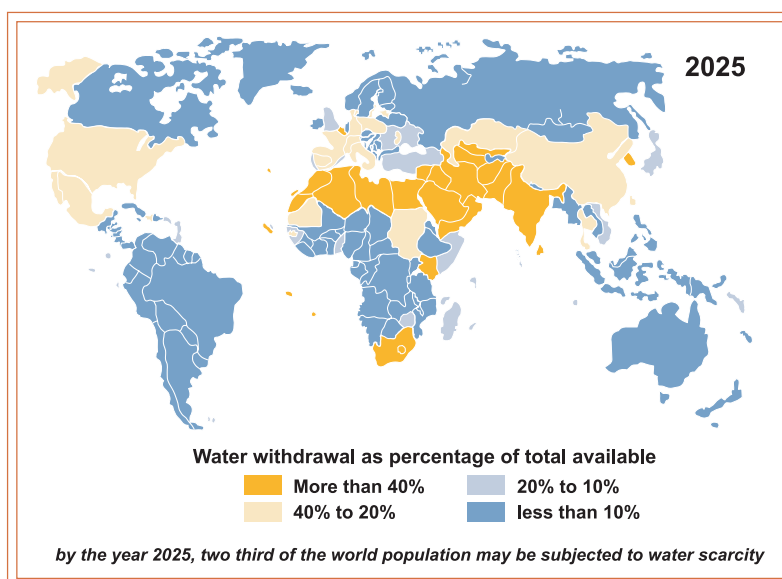 2025
Water withdrawal as percentage of total available
More than 40%
20% to 10%
40% to 20%
less than 10%
by the year 2025, two third of the world population may be subjected to water scarcity